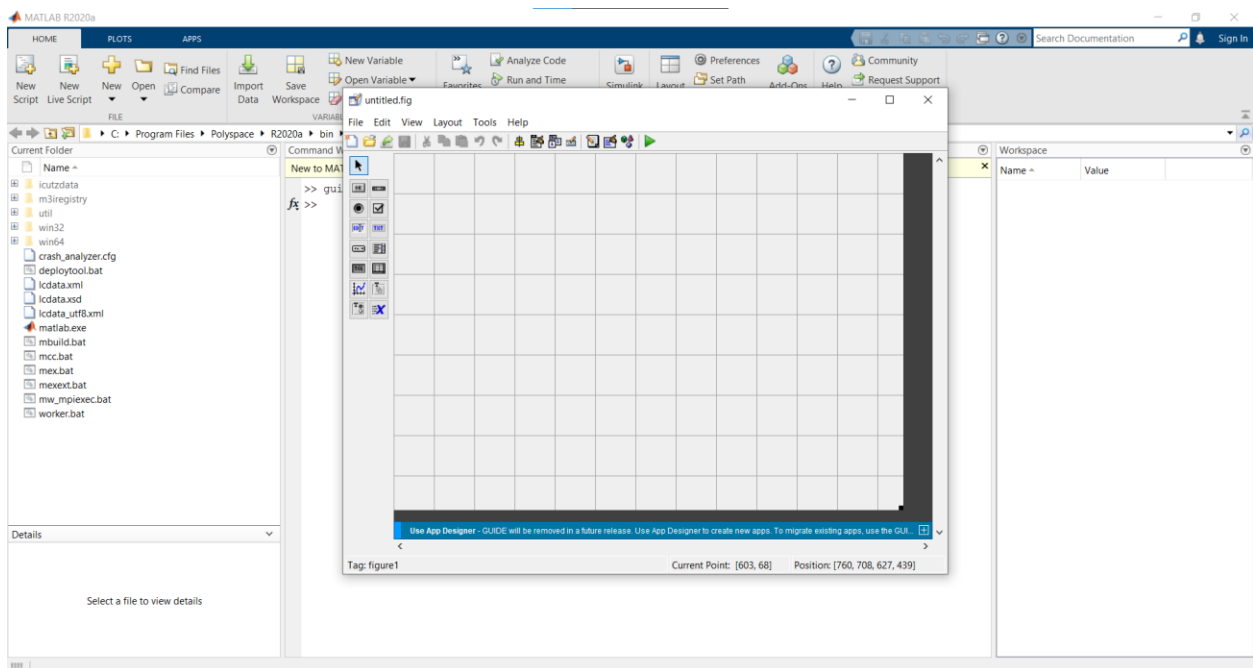 MATLAB R2020a
HOME PLOTS APPS
Search Documentation Sign In
New Script
New Live Script
New
Open
Find Files
Compare
Import Data
Save Workspace
New Variable
Open Variable
Favorites
Analyze Code
Run and Time
Simulink
Layout
Preferences
Set Path
Add-Ons
Help
Community
Request Support
FILE
VARIABL
C: Program Files Polyspace R2020a bin
Current Folder
Name
icutzdata
m3iregistry
util
win32
win64
crash_analyzer.cfg
deploytool.bat
lcdata.xml
lcdata.xsd
lcdata_utf8.xml
matlab.exe
mbuild.bat
mcc.bat
mex.bat
mexext.bat
mw_mpiexec.bat
worker.bat
Details
Select a file to view details
Command W
New to MAT
>> gui
fx >>
untitled.fig
File Edit View Layout Tools Help
Use App Designer - GUIDE will be removed in a future release. Use App Designer to create new apps. To migrate existing apps, use the GUI...
Tag: figure1 Current Point: [603, 68] Position: [760, 708, 627, 439]
Workspace
Name Value